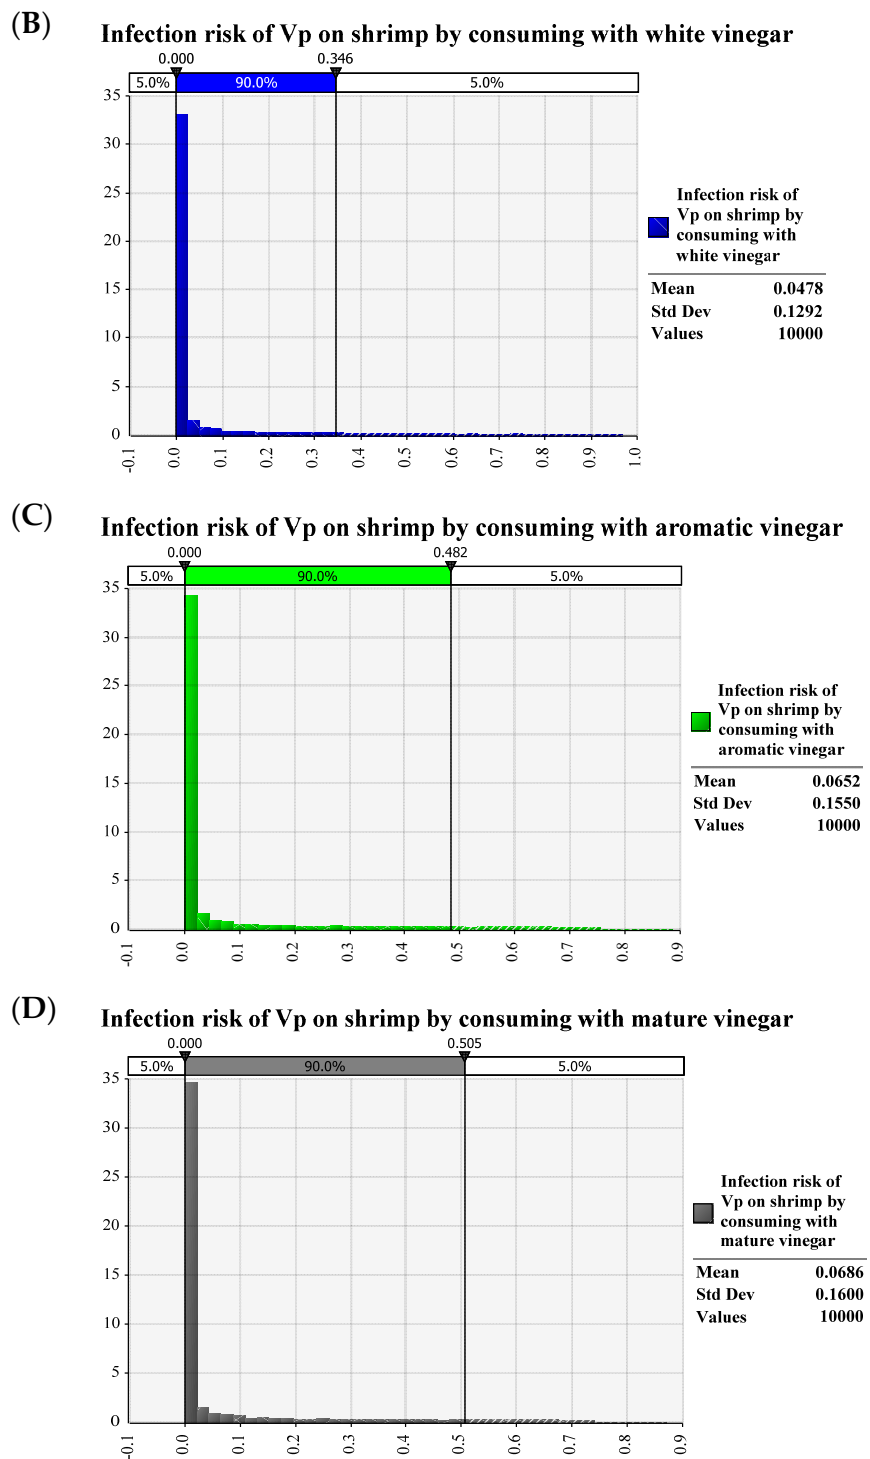 (B)
Infection risk of Vp on shrimp by consuming with white vinegar
0.000 0.346
5.0% 90.0% 5.0%
35
30
25
20
15
10
5
0
-0.1 0.0 0.1 0.2 0.3 0.4 0.5 0.6 0.7 0.8 0.9 1.0
Infection risk of
Vp on shrimp by
consuming with
white vinegar
Mean 0.0478
Std Dev 0.1292
Values 10000
(C)
Infection risk of Vp on shrimp by consuming with aromatic vinegar
0.000 0.482
5.0% 90.0% 5.0%
35
30
25
20
15
10
5
0
-0.1 0.0 0.1 0.2 0.3 0.4 0.5 0.6 0.7 0.8 0.9
Infection risk of
Vp on shrimp by
consuming with
aromatic vinegar
Mean 0.0652
Std Dev 0.1550
Values 10000
(D)
Infection risk of Vp on shrimp by consuming with mature vinegar
0.000 0.505
5.0% 90.0% 5.0%
35
30
25
20
15
10
5
0
-0.1 0.0 0.1 0.2 0.3 0.4 0.5 0.6 0.7 0.8 0.9
Infection risk of
Vp on shrimp by
consuming with
mature vinegar
Mean 0.0686
Std Dev 0.1600
Values 10000